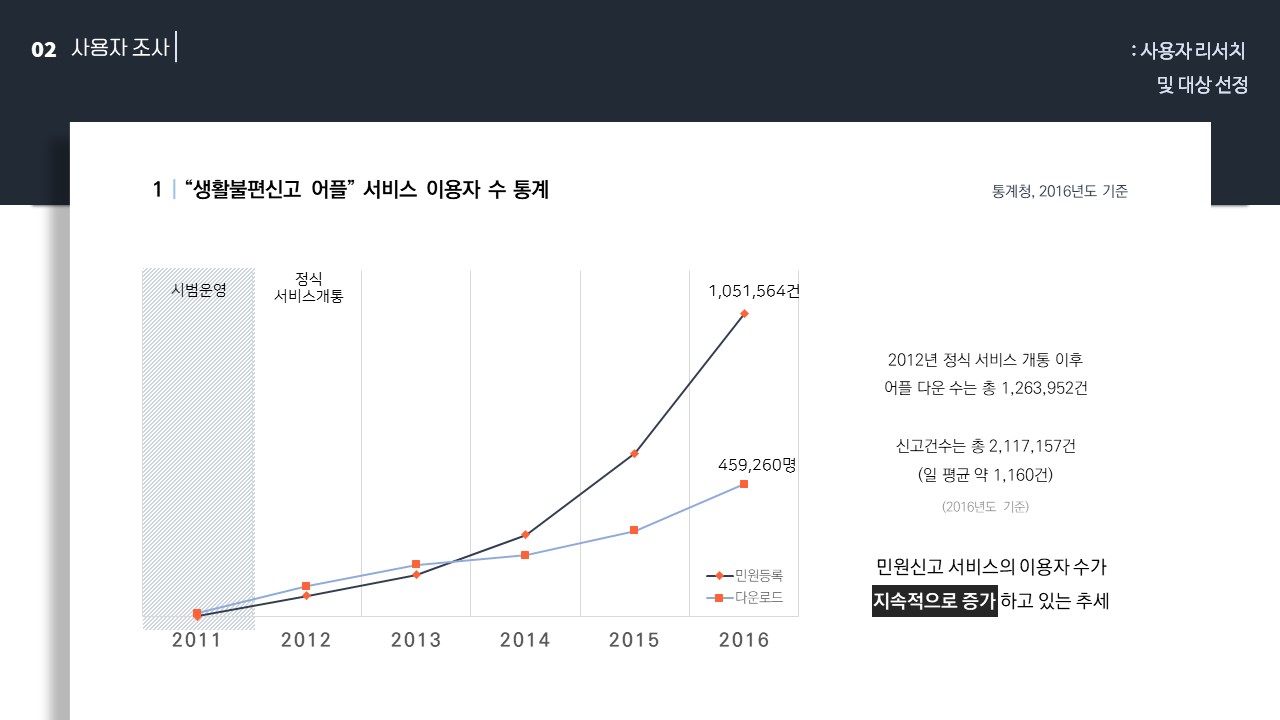 02 사용자 조사
: 사용자 리서치
및 대상 선정
1 | “생활불편신고 어플” 서비스 이용자 수 통계
통계청, 2016년도 기준
시범운영
정식
서비스개통
1,051,564건
459,260명
민원등록
다운로드
2011 2012 2013 2014 2015 2016
2012년 정식 서비스 개통 이후
어플 다운 수는 총 1,263,952건
신고건수는 총 2,117,157건
(일 평균 약 1,160건)
(2016년도 기준)
민원신고 서비스의 이용자 수가
지속적으로 증가하고 있는 추세